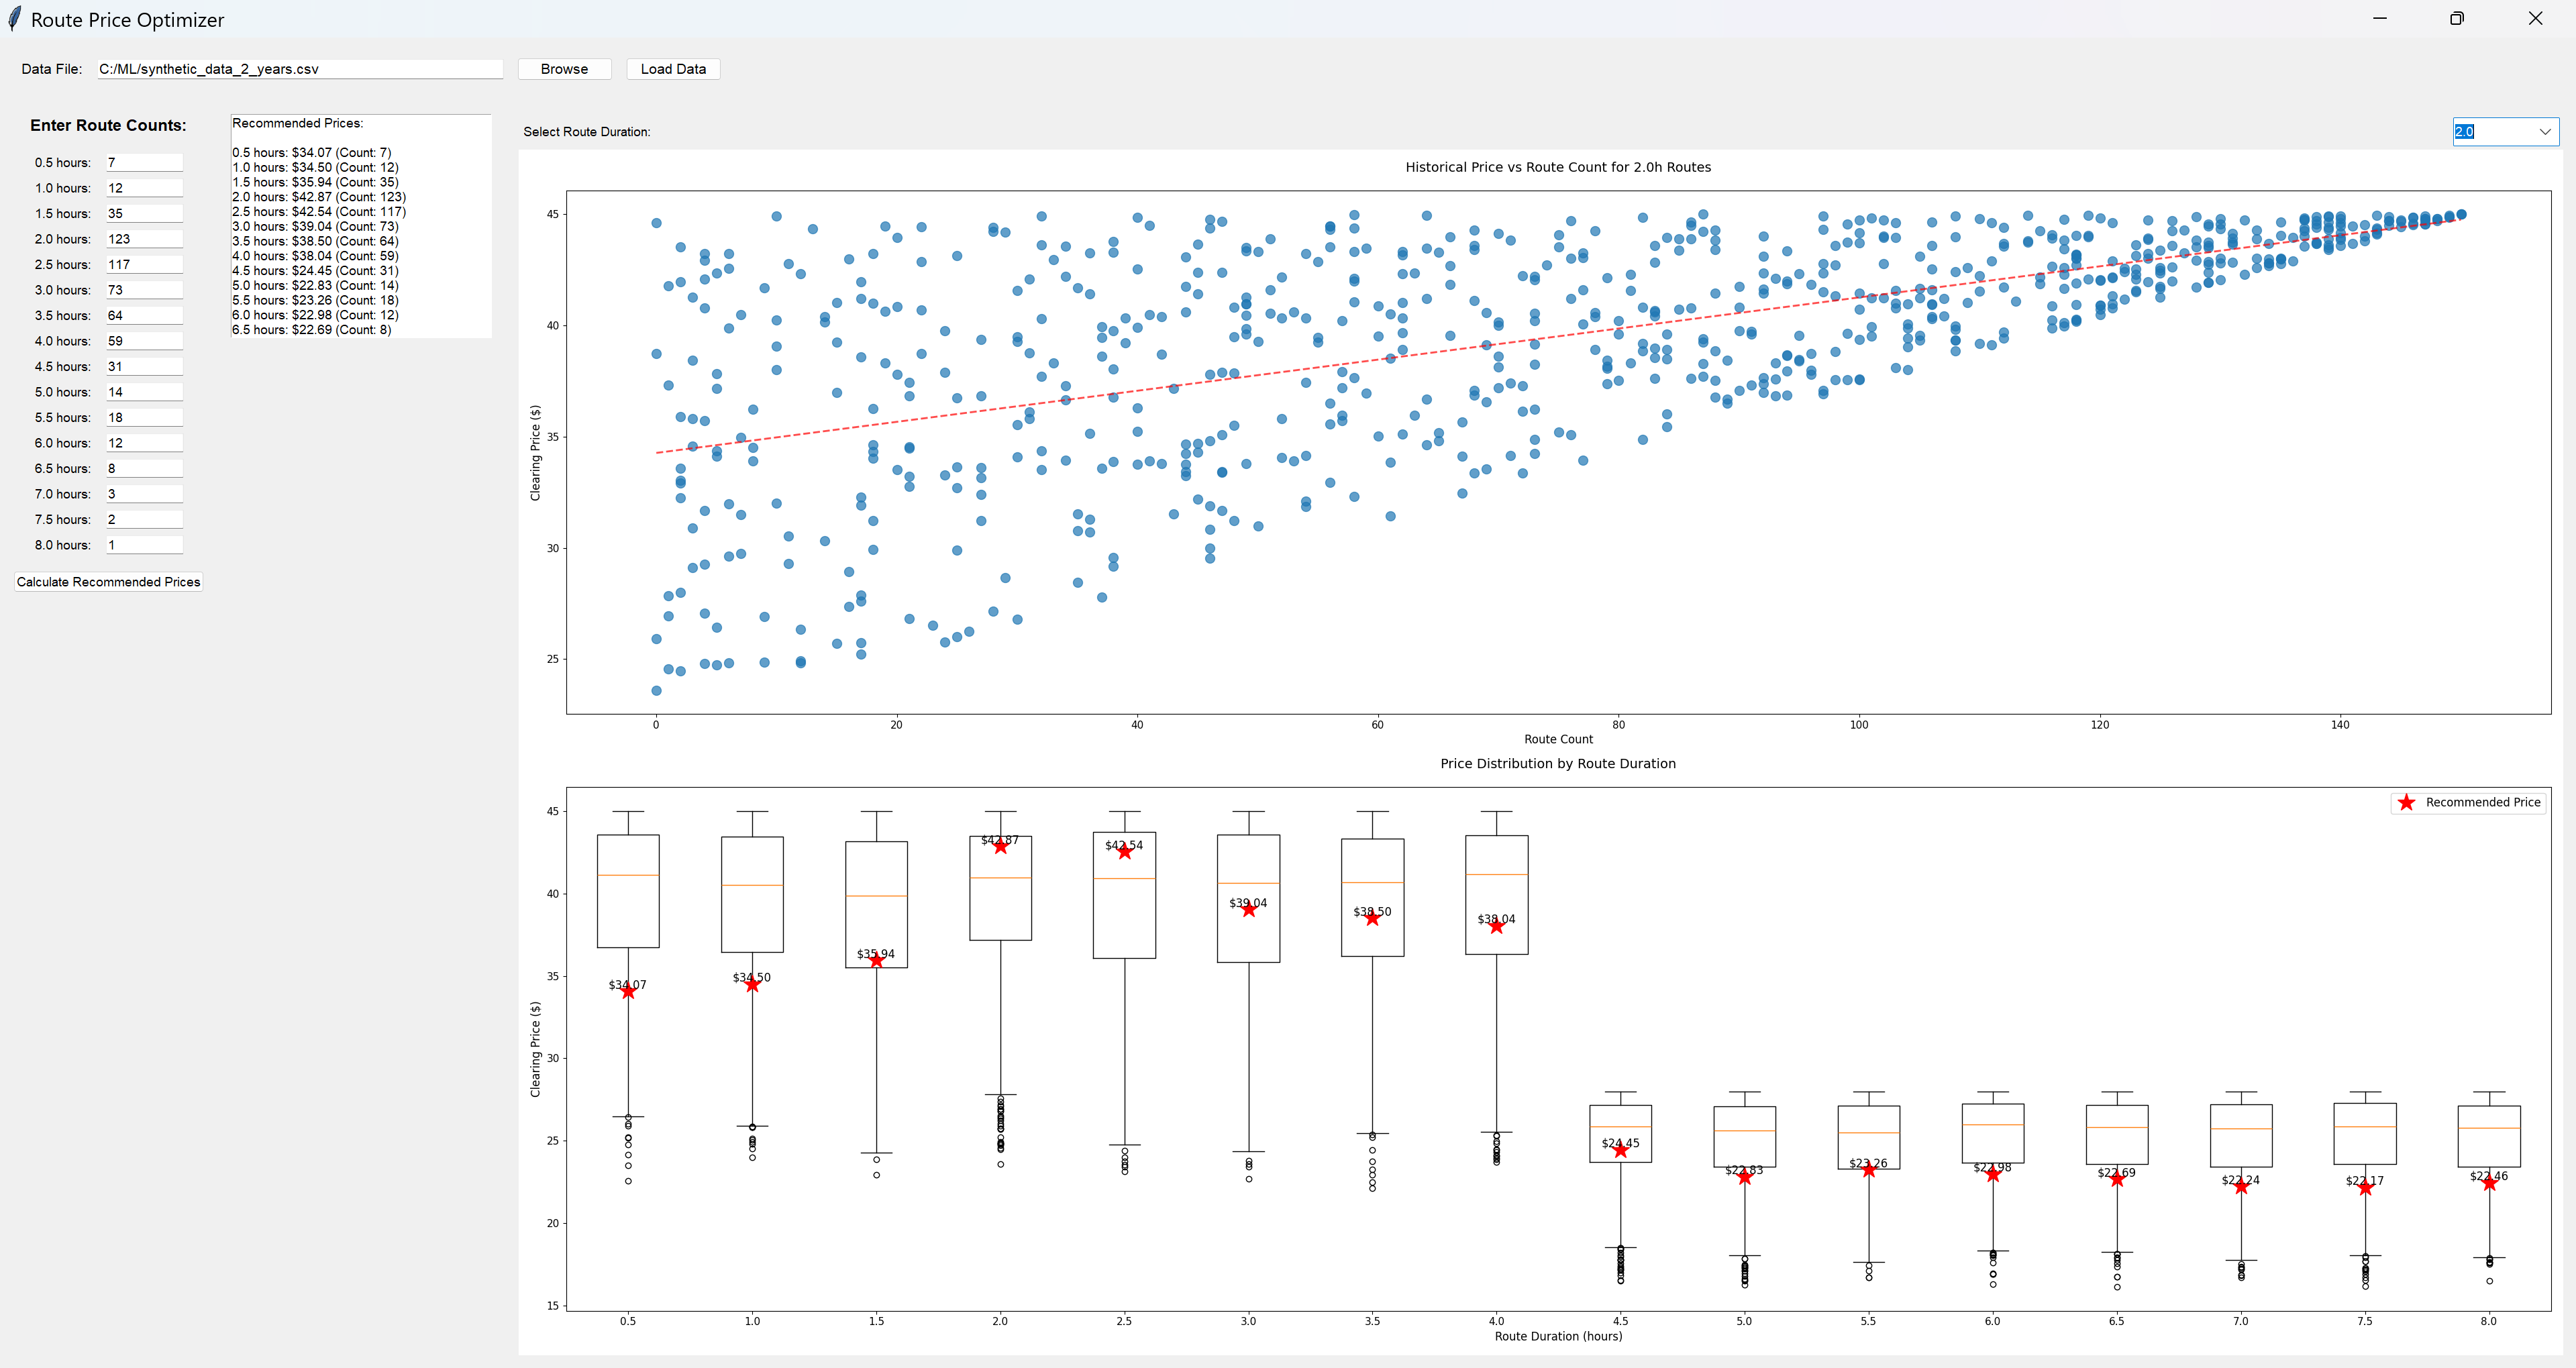 Route Price Optimizer
Data File: C:/ML/synthetic_data_2_years.csv Browse Load Data
Enter Route Counts:
0.5 hours: 7
1.0 hours: 12
1.5 hours: 35
2.0 hours: 123
2.5 hours: 117
3.0 hours: 73
3.5 hours: 64
4.0 hours: 59
4.5 hours: 31
5.0 hours: 14
5.5 hours: 18
6.0 hours: 12
6.5 hours: 8
7.0 hours: 3
7.5 hours: 2
8.0 hours: 1
Calculate Recommended Prices
Recommended Prices:
0.5 hours: $34.07 (Count: 7)
1.0 hours: $34.50 (Count: 12)
1.5 hours: $35.94 (Count: 35)
2.0 hours: $42.87 (Count: 123)
2.5 hours: $42.54 (Count: 117)
3.0 hours: $39.04 (Count: 73)
3.5 hours: $38.50 (Count: 64)
4.0 hours: $38.04 (Count: 59)
4.5 hours: $24.45 (Count: 31)
5.0 hours: $22.83 (Count: 14)
5.5 hours: $23.26 (Count: 18)
6.0 hours: $22.98 (Count: 12)
6.5 hours: $22.69 (Count: 8)
Select Route Duration: 2.0
Historical Price vs Route Count for 2.0h Routes
Clearing Price ($)
45
40
35
30
25
0 20 40 60 80 100 120 140
Route Count
Price Distribution by Route Duration
Recommended Price
Clearing Price ($)
45
40
35
30
25
20
15
$34.07 $34.50 $35.94 $42.87 $42.54 $39.04 $38.50 $38.04 $24.45 $22.83 $23.26 $22.98 $22.69 $22.24 $22.17 $22.46
0.5 1.0 1.5 2.0 2.5 3.0 3.5 4.0 4.5 5.0 5.5 6.0 6.5 7.0 7.5 8.0
Route Duration (hours)